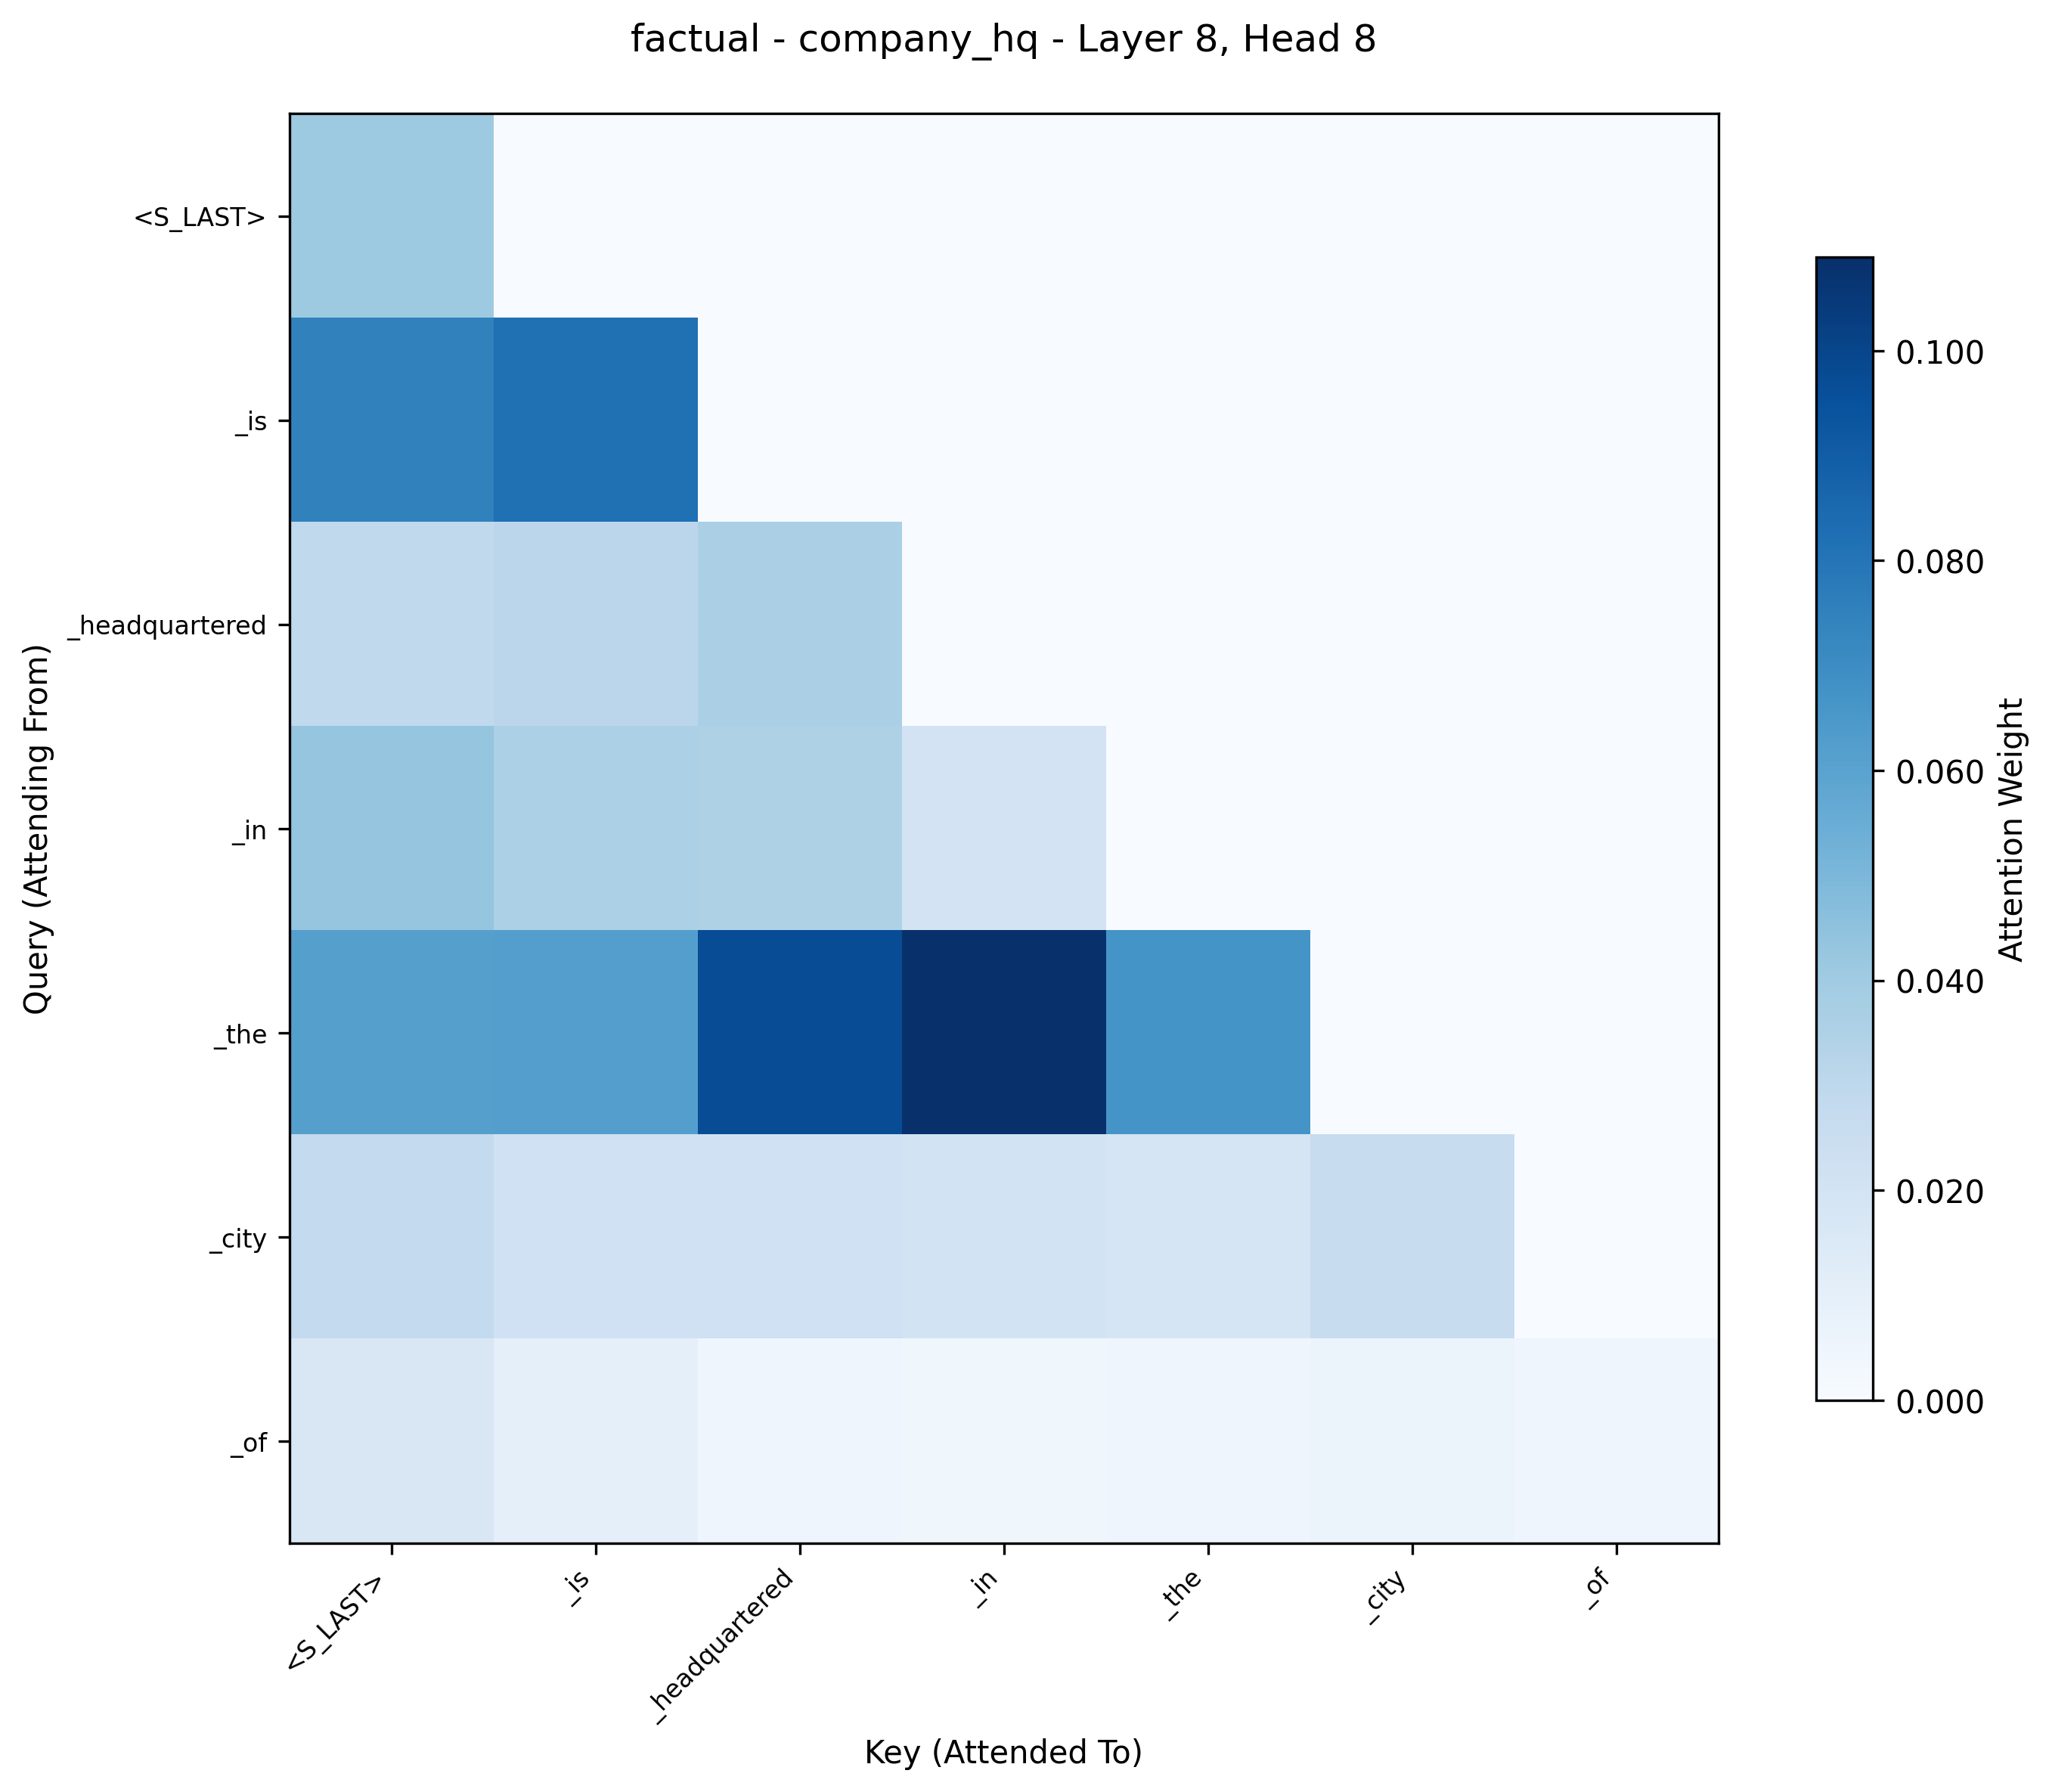 factual - company_hq - Layer 8, Head 8
Query (Attending From)
<S_LAST>
_is
_headquartered
_in
_the
_city
_of
<S_LAST>
_is
_headquartered
_in
_the
_city
_of
Key (Attended To)
0.100
0.080
0.060
0.040
0.020
0.000
Attention Weight